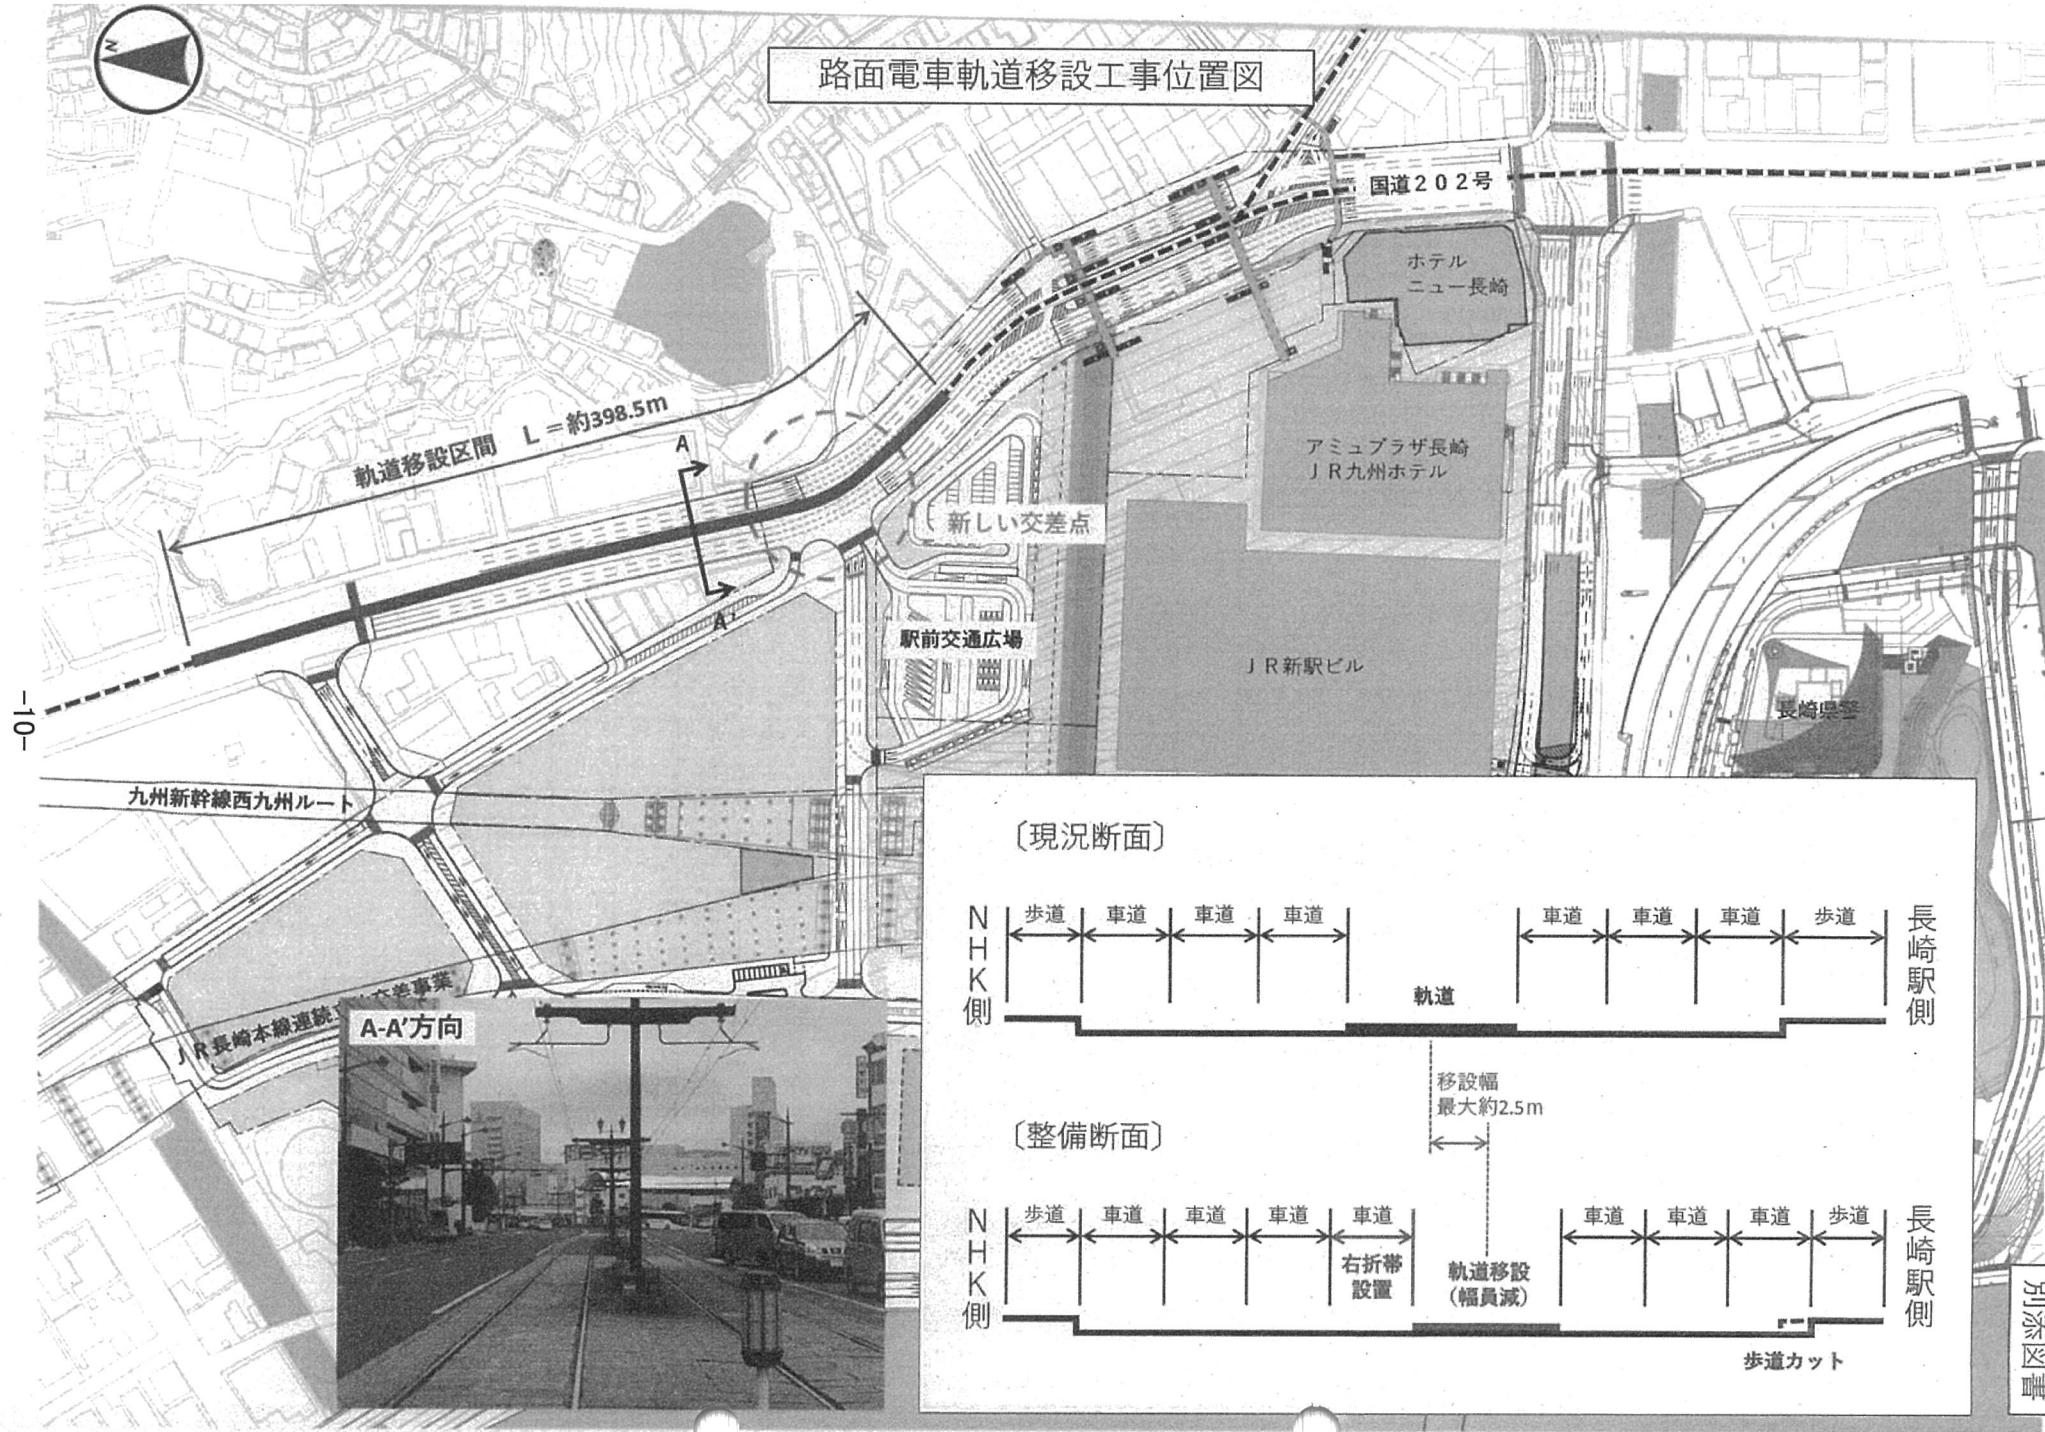 N
路面電車軌道移設工事位置図
国道202号
ホテル
ニュー長崎
軌道移設区間 L=約398.5m
A
アミュプラザ長崎
JR九州ホテル
新しい交差点
A'
駅前交通広場
JR新駅ビル
長崎県警
-10-
九州新幹線西九州ルート
JR長崎本線連続立体交差事業
A-A'方向
〔現況断面〕
NHK側
歩道
車道
車道
車道
軌道
車道
車道
車道
歩道
長崎駅側
移設幅
最大約2.5m
〔整備断面〕
NHK側
歩道
車道
車道
車道
車道
右折帯
設置
軌道移設
(幅員減)
車道
車道
車道
歩道
長崎駅側
歩道カット
別添図書